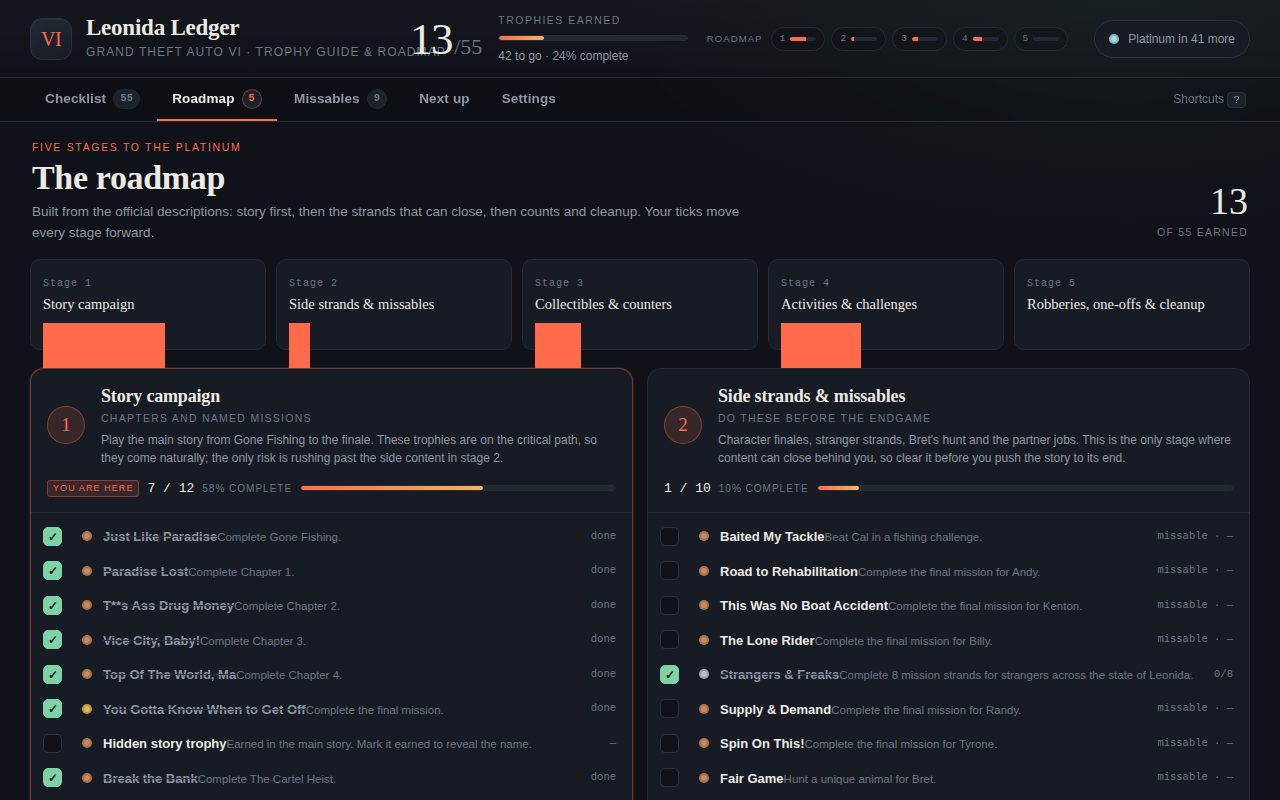 VI
Leonida Ledger
GRAND THEFT AUTO VI · TROPHY GUIDE & ROADMAP
13/55
TROPHIES EARNED
42 to go · 24% complete
ROADMAP 1 2 3 4 5
Platinum in 41 more
Checklist 55 Roadmap 5 Missables 9 Next up Settings
Shortcuts ?
FIVE STAGES TO THE PLATINUM
The roadmap
Built from the official descriptions: story first, then the strands that can close, then counts and cleanup. Your ticks move
every stage forward.
13
OF 55 EARNED
Stage 1
Story campaign
Stage 2
Side strands & missables
Stage 3
Collectibles & counters
Stage 4
Activities & challenges
Stage 5
Robberies, one-offs & cleanup
1
Story campaign
CHAPTERS AND NAMED MISSIONS
Play the main story from Gone Fishing to the finale. These trophies are on the critical path, so
they come naturally; the only risk is rushing past the side content in stage 2.
YOU ARE HERE 7 / 12 58% COMPLETE
Just Like Paradise Complete Gone Fishing. done
Paradise Lost Complete Chapter 1. done
T**s Ass Drug Money Complete Chapter 2. done
Vice City, Baby! Complete Chapter 3. done
Top Of The World, Ma Complete Chapter 4. done
You Gotta Know When to Get Off Complete the final mission. done
Hidden story trophy Earned in the main story. Mark it earned to reveal the name. —
Break the Bank Complete The Cartel Heist. done
2
Side strands & missables
DO THESE BEFORE THE ENDGAME
Character finales, stranger strands, Bret's hunt and the partner jobs. This is the only stage where
content can close behind you, so clear it before you push the story to its end.
1 / 10 10% COMPLETE
Baited My Tackle Beat Cal in a fishing challenge. missable · —
Road to Rehabilitation Complete the final mission for Andy. missable · —
This Was No Boat Accident Complete the final mission for Kenton. missable · —
The Lone Rider Complete the final mission for Billy. missable · —
Strangers & Freaks Complete 8 mission strands for strangers across the state of Leonida. 0/8
Supply & Demand Complete the final mission for Randy. missable · —
Spin On This! Complete the final mission for Tyrone. missable · —
Fair Game Hunt a unique animal for Bret. missable · —